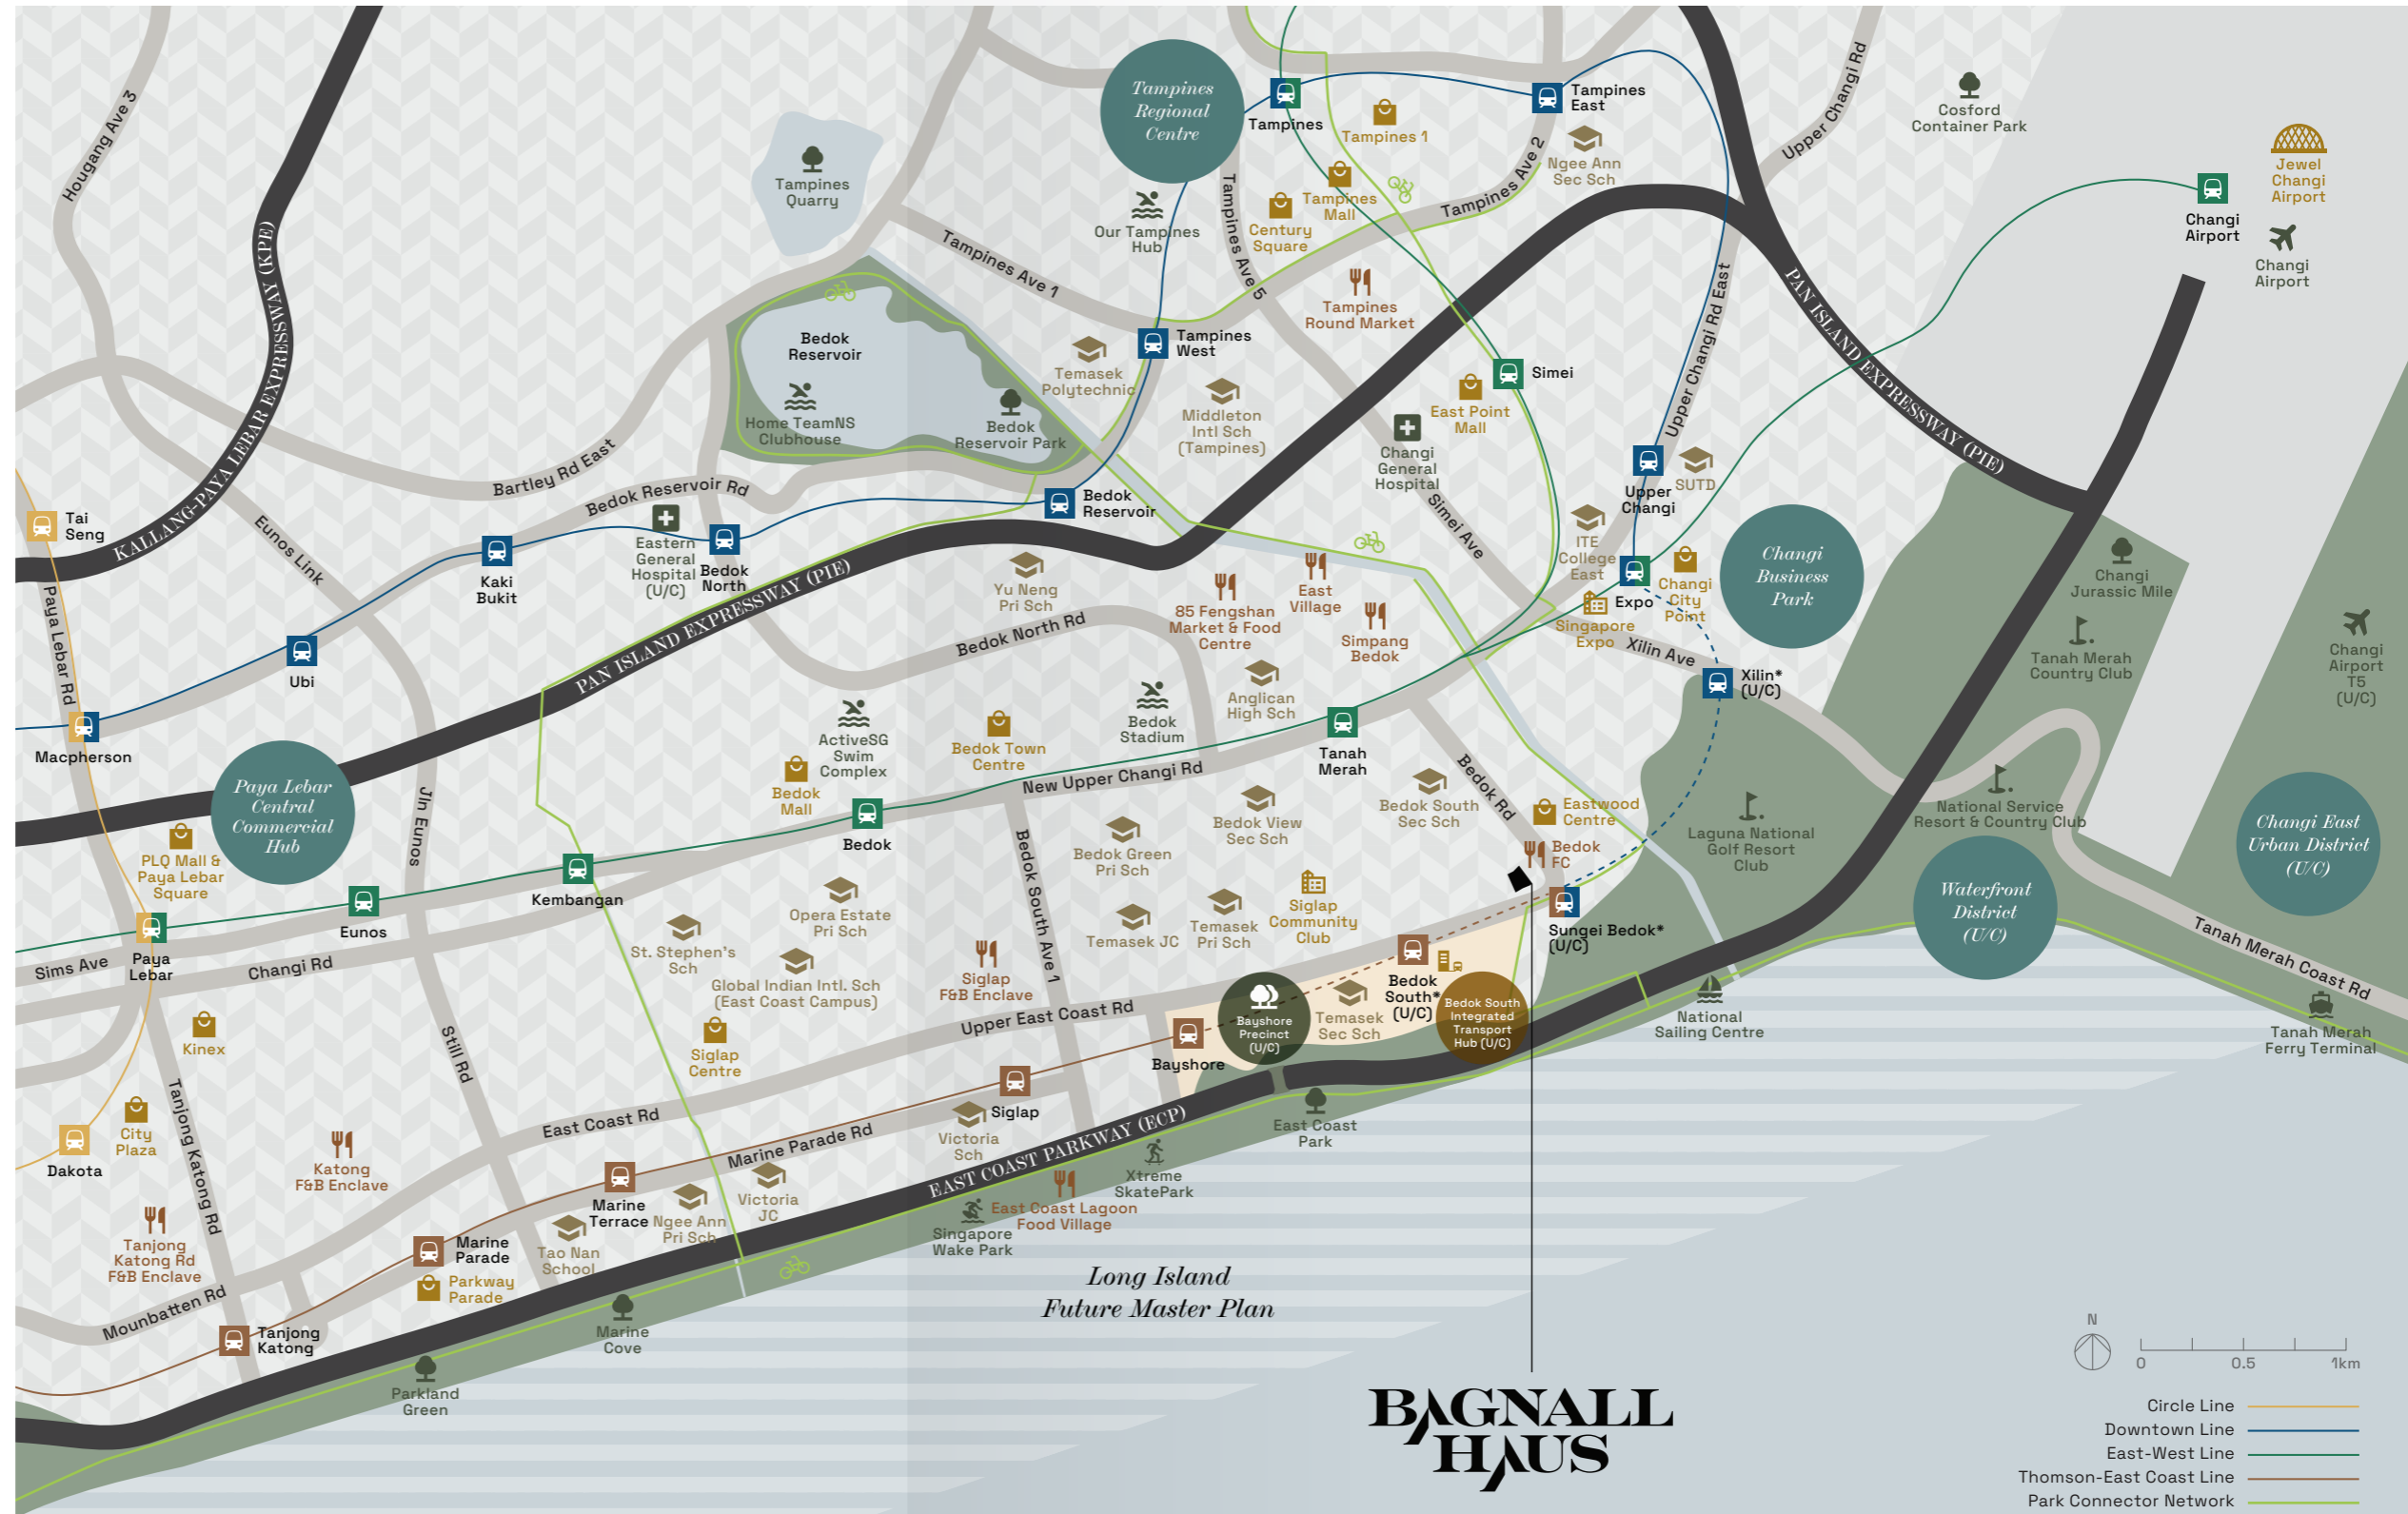 Hougang Ave 3
KALLANG-PAYA LEBAR EXPRESSWAY (KPE)
Tampines
Quarry
Tampines
Regional
Centre
Tampines
Tampines 1
Tampines
East
Ngee Ann
Sec Sch
Upper Changi Rd
Cosford
Container Park
Jewel
Changi
Airport
Changi
Airport
Changi
Airport
Our Tampines
Hub
Tampines Ave 5
Century
Square
Tampines
Mall
Tampines Ave 2
Tampines Ave 1
Tampines
Round Market
Upper Changi Rd East
PAN ISLAND EXPRESSWAY (PIE)
Bedok
Reservoir
Home TeamNS
Clubhouse
Bedok
Reservoir Park
Temasek
Polytechnic
Tampines
West
Middleton
Intl Sch
(Tampines)
Simei
East Point
Mall
Changi
General
Hospital
Simei Ave
Upper
Changi
SUTD
Bartley Rd East
Bedok Reservoir Rd
Bedok
Reservoir
Tai
Seng
Eunos Link
Kaki
Bukit
Eastern
General
Hospital
(U/C)
Bedok
North
PAN ISLAND EXPRESSWAY (PIE)
Yu Neng
Pri Sch
Bedok North Rd
85 Fengshan
Market & Food
Centre
East
Village
Simpang
Bedok
ITE
College
East
Expo
Changi
City
Point
Singapore
Expo
Changi
Business
Park
Xilin Ave
Xilin*
(U/C)
Changi
Jurassic Mile
Tanah Merah
Country Club
Changi
Airport
T5
(U/C)
Paya Lebar Rd
Ubi
Macpherson
Paya Lebar
Central
Commercial
Hub
Jln Eunos
ActiveSG
Swim
Complex
Bedok
Mall
Bedok
Bedok Town
Centre
Bedok
Stadium
Anglican
High Sch
Tanah
Merah
New Upper Changi Rd
Bedok Rd
Bedok South
Sec Sch
Bedok View
Sec Sch
Bedok Green
Pri Sch
Eastwood
Centre
Bedok
FC
Laguna National
Golf Resort
Club
National Service
Resort & Country Club
Changi East
Urban District
(U/C)
Waterfront
District
(U/C)
PLQ Mall &
Paya Lebar
Square
Paya
Lebar
Eunos
Kembangan
Sims Ave
Changi Rd
St. Stephen's
Sch
Opera Estate
Pri Sch
Global Indian Intl. Sch
(East Coast Campus)
Siglap
F&B Enclave
Bedok South Ave 1
Temasek JC
Temasek
Pri Sch
Siglap
Community
Club
Sungei Bedok*
(U/C)
Bedok
South*
(U/C)
Bedok South
Integrated
Transport
Hub (U/C)
Temasek
Sec Sch
Bayshore
Precinct
(U/C)
Bayshore
Upper East Coast Rd
National
Sailing Centre
Tanah Merah Coast Rd
Tanah Merah
Ferry Terminal
Kinex
Still Rd
Siglap
Centre
Siglap
Victoria
Sch
East Coast
Park
City
Plaza
Dakota
Tanjong Katong Rd
Katong
F&B Enclave
East Coast Rd
Marine Parade Rd
EAST COAST PARKWAY (ECP)
Xtreme
SkatePark
East Coast Lagoon
Food Village
Singapore
Wake Park
Marine
Terrace
Ngee Ann
Pri Sch
Victoria
JC
Tao Nan
School
Tanjong
Katong Rd
F&B Enclave
Marine
Parade
Parkway
Parade
Mounbatten Rd
Tanjong
Katong
Marine
Cove
Parkland
Green
Long Island
Future Master Plan
BAGNALL
HAUS
N
0 0.5 1km
Circle Line
Downtown Line
East-West Line
Thomson-East Coast Line
Park Connector Network